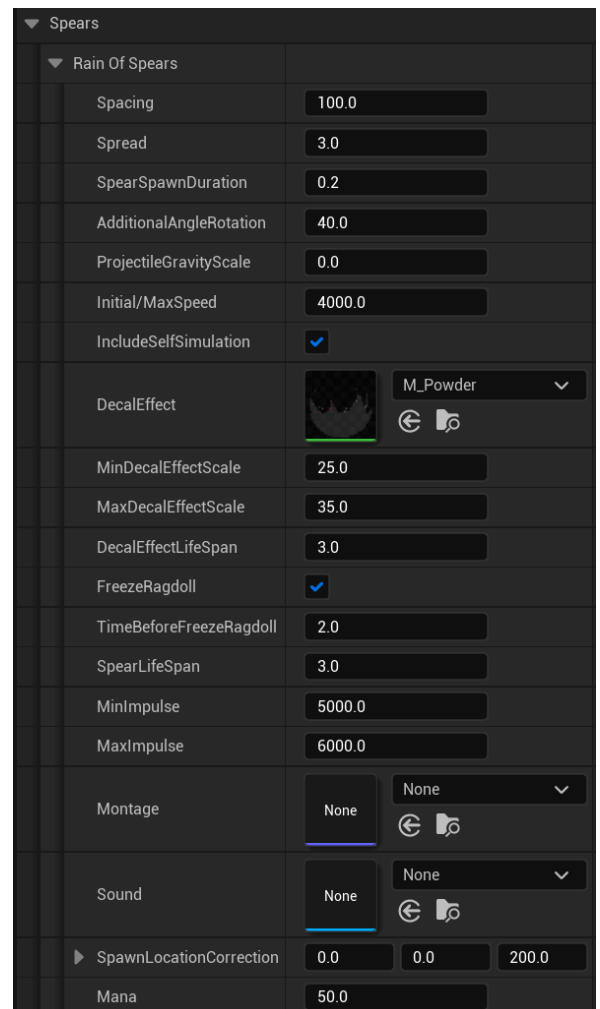 Spears
Rain Of Spears
Spacing 100.0
Spread 3.0
SpearSpawnDuration 0.2
AdditionalAngleRotation 40.0
ProjectileGravityScale 0.0
Initial/MaxSpeed 4000.0
IncludeSelfSimulation
DecalEffect M_Powder
MinDecalEffectScale 25.0
MaxDecalEffectScale 35.0
DecalEffectLifeSpan 3.0
FreezeRagdoll
TimeBeforeFreezeRagdoll 2.0
SpearLifeSpan 3.0
MinImpulse 5000.0
MaxImpulse 6000.0
Montage None None
Sound None None
SpawnLocationCorrection 0.0 0.0 200.0
Mana 50.0